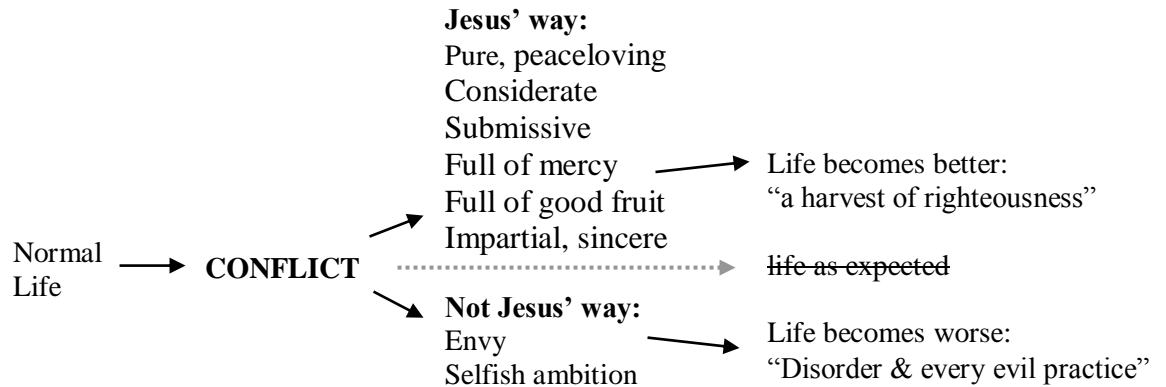 Jesus’ way:
Pure, peaceloving
Considerate
Submissive
Full of mercy
Full of good fruit
Impartial, sincere
Life becomes better:
“a harvest of righteousness”
Normal
Life
CONFLICT
life as expected
Not Jesus’ way:
Envy
Selfish ambition
Life becomes worse:
“Disorder & every evil practice”